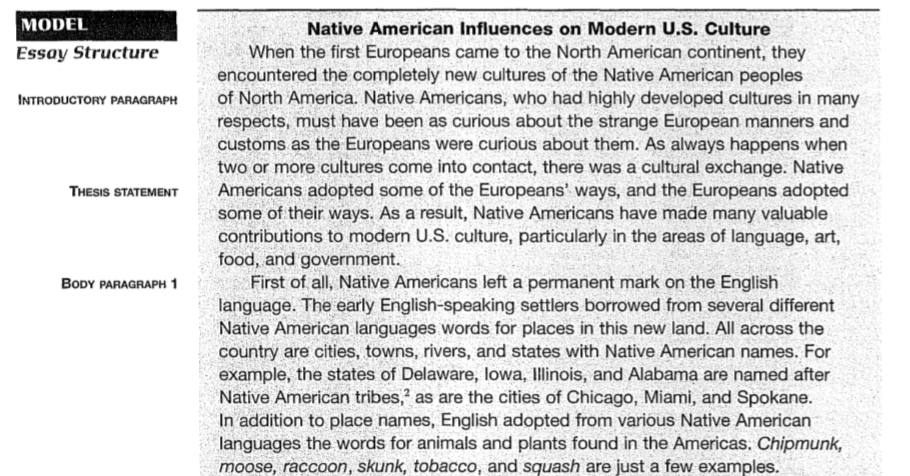 MODEL
Essay Structure
Native American Influences on Modern U.S. Culture
When the first Europeans came to the North American continent, they
encountered the completely new cultures of the Native American peoples
INTRODUCTORY PARAGRAPH
of North America. Native Americans, who had highly developed cultures in many
respects, must have been as curious about the strange European manners and
customs as the Europeans were curious about them. As always happens when
two or more cultures come into contact, there was a cultural exchange. Native
THESIS STATEMENT
Americans adopted some of the Europeans' ways, and the Europeans adopted
some of their ways. As a result, Native Americans have made many valuable
contributions to modern U.S. culture, particularly in the areas of language, art,
food, and government.
BODY PARAGRAPH 1
First of all, Native Americans left a permanent mark on the English
language. The early English-speaking settlers borrowed from several different
Native American languages words for places in this new land. All across the
country are cities, towns, rivers, and states with Native American names. For
example, the states of Delaware, Iowa, Illinois, and Alabama are named after
Native American tribes,² as are the cities of Chicago, Miami, and Spokane.
In addition to place names, English adopted from various Native American
languages the words for animals and plants found in the Americas. Chipmunk,
moose, raccoon, skunk, tobacco, and squash are just a few examples.